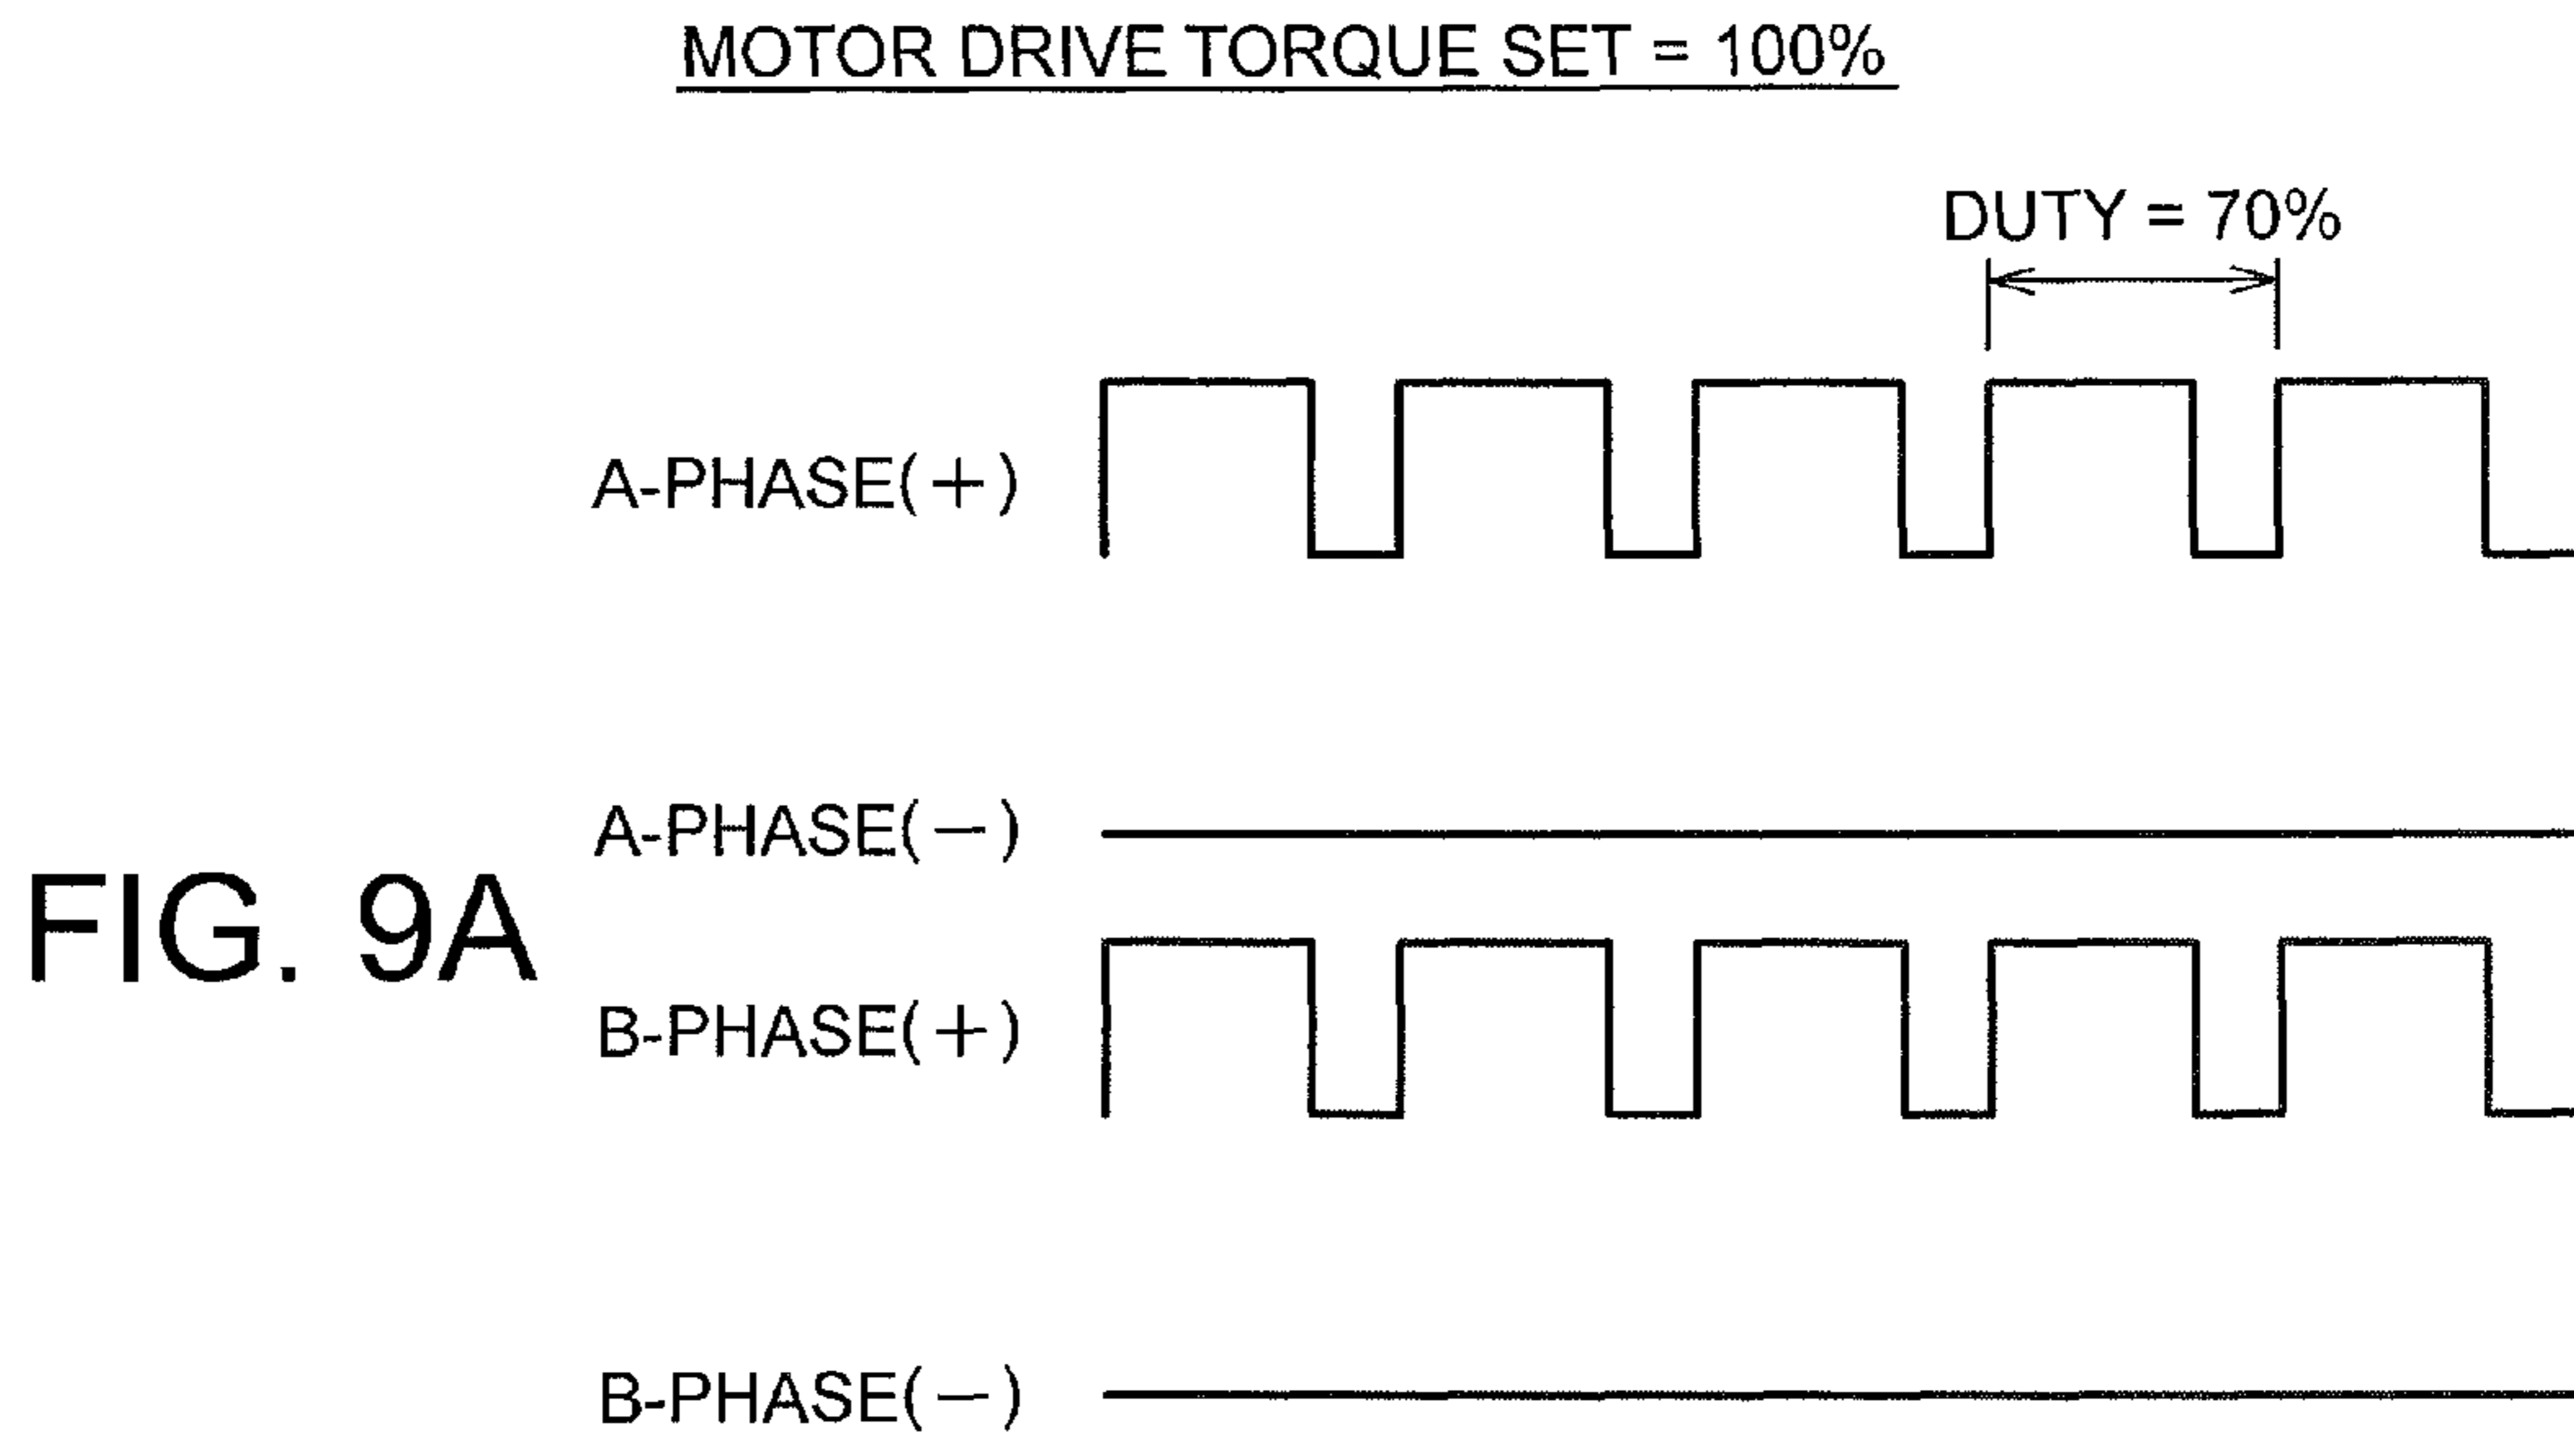 MOTOR DRIVE TORQUE SET = 100%
DUTY = 70%
A-PHASE(+)
A-PHASE(−)
FIG. 9A
B-PHASE(+)
B-PHASE(−)